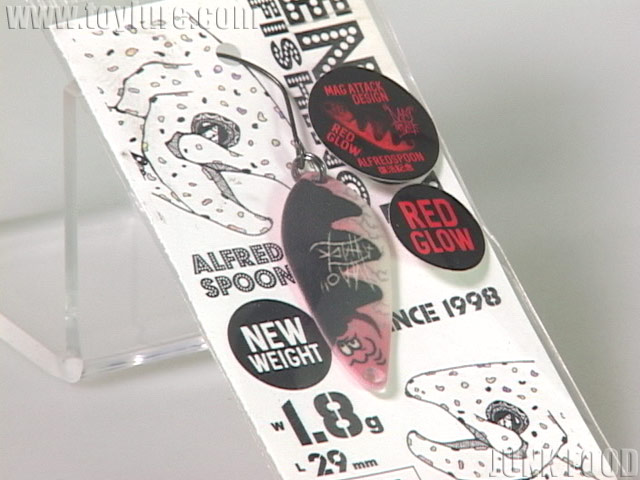 www.toylure.com
MAG ATTACK
DESIGN
RED
GLOW
ALFREDSPOON
RED
GLOW
ALFRED
SPOON
NEW
WEIGHT
SINCE 1998
W 1.8g
L 29mm
JUNKFOOD